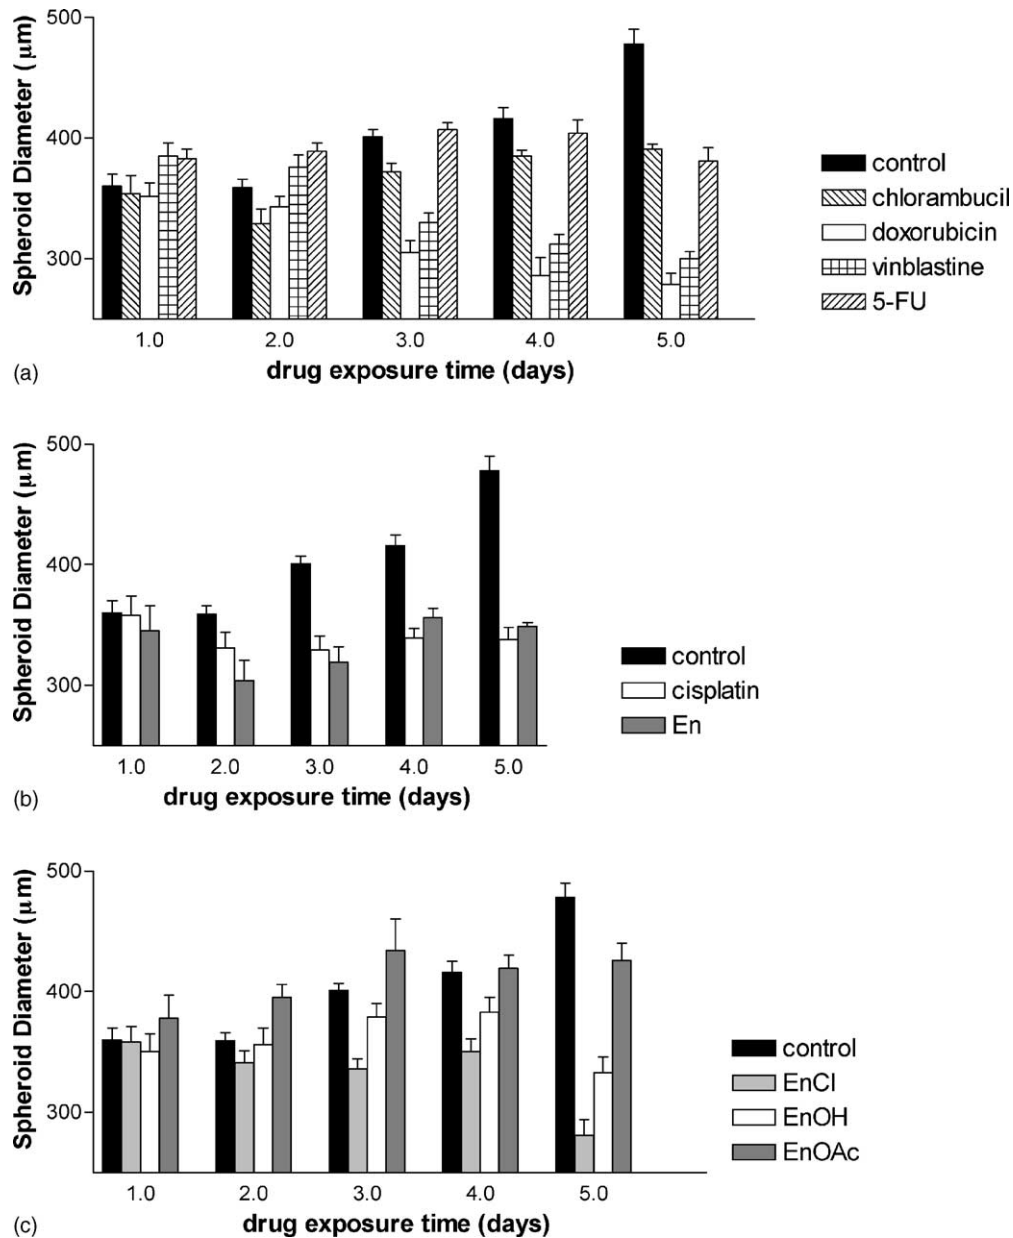 Spheroid Diameter (µm)
500
400
300
1.0 2.0 3.0 4.0 5.0
drug exposure time (days)
control
chlorambucil
doxorubicin
vinblastine
5-FU
(a)
Spheroid Diameter (µm)
500
400
300
1.0 2.0 3.0 4.0 5.0
drug exposure time (days)
control
cisplatin
En
(b)
Spheroid Diameter (µm)
500
400
300
1.0 2.0 3.0 4.0 5.0
drug exposure time (days)
control
EnCl
EnOH
EnOAc
(c)